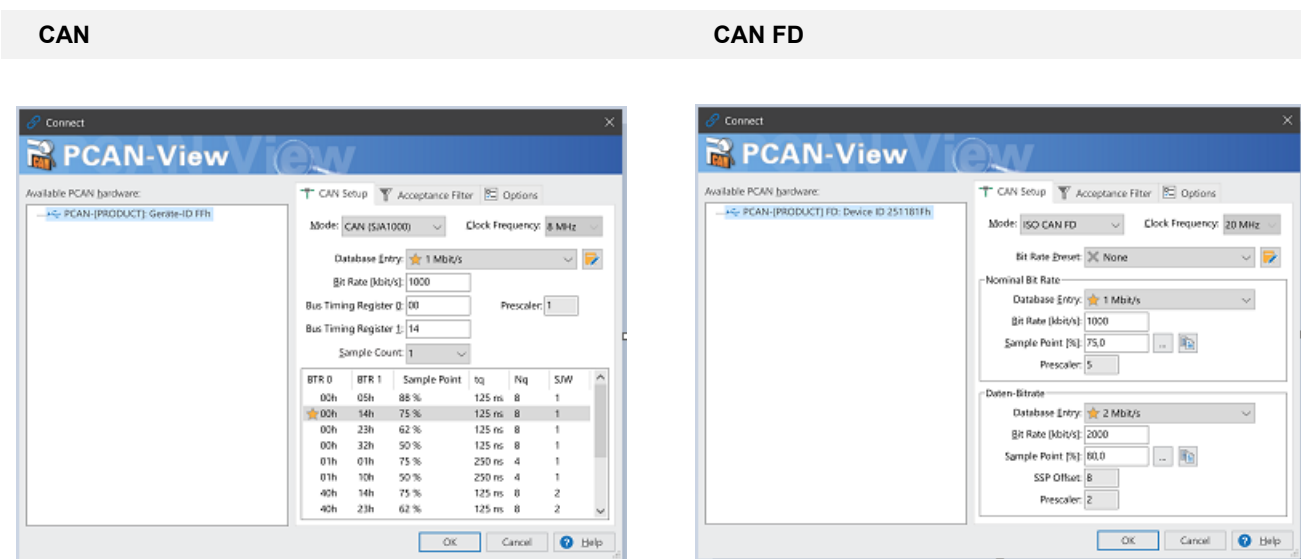 CAN
CAN FD
Connect
PCAN-View
Available PCAN hardware:
PCAN-[PRODUCT]: Geräte-ID FFh
CAN Setup Acceptance Filter Options
Mode: CAN (SJA1000) Clock Frequency: 8 MHz
Database Entry: 1 Mbit/s
Bit Rate [kbit/s]: 1000
Bus Timing Register 0: 00 Prescaler: 1
Bus Timing Register 1: 14
Sample Count: 1
BTR 0 BTR 1 Sample Point tq Nq SJW
00h 05h 88 % 125 ns 8 1
00h 14h 75 % 125 ns 8 1
00h 23h 62 % 125 ns 8 1
00h 32h 50 % 125 ns 8 1
01h 01h 75 % 250 ns 4 1
01h 10h 50 % 250 ns 4 1
40h 14h 75 % 125 ns 8 2
40h 23h 62 % 125 ns 8 2
OK Cancel Help
Connect
PCAN-View
Available PCAN hardware:
PCAN-[PRODUCT] FD: Device ID 251181Fh
CAN Setup Acceptance Filter Options
Mode: ISO CAN FD Clock Frequency: 20 MHz
Bit Rate Preset: None
Nominal Bit Rate
Database Entry: 1 Mbit/s
Bit Rate [kbit/s]: 1000
Sample Point [%]: 75,0 ...
Prescaler: 5
Daten-Bitrate
Database Entry: 2 Mbit/s
Bit Rate [kbit/s]: 2000
Sample Point [%]: 80,0 ...
SSP Offset: 8
Prescaler: 2
OK Cancel Help